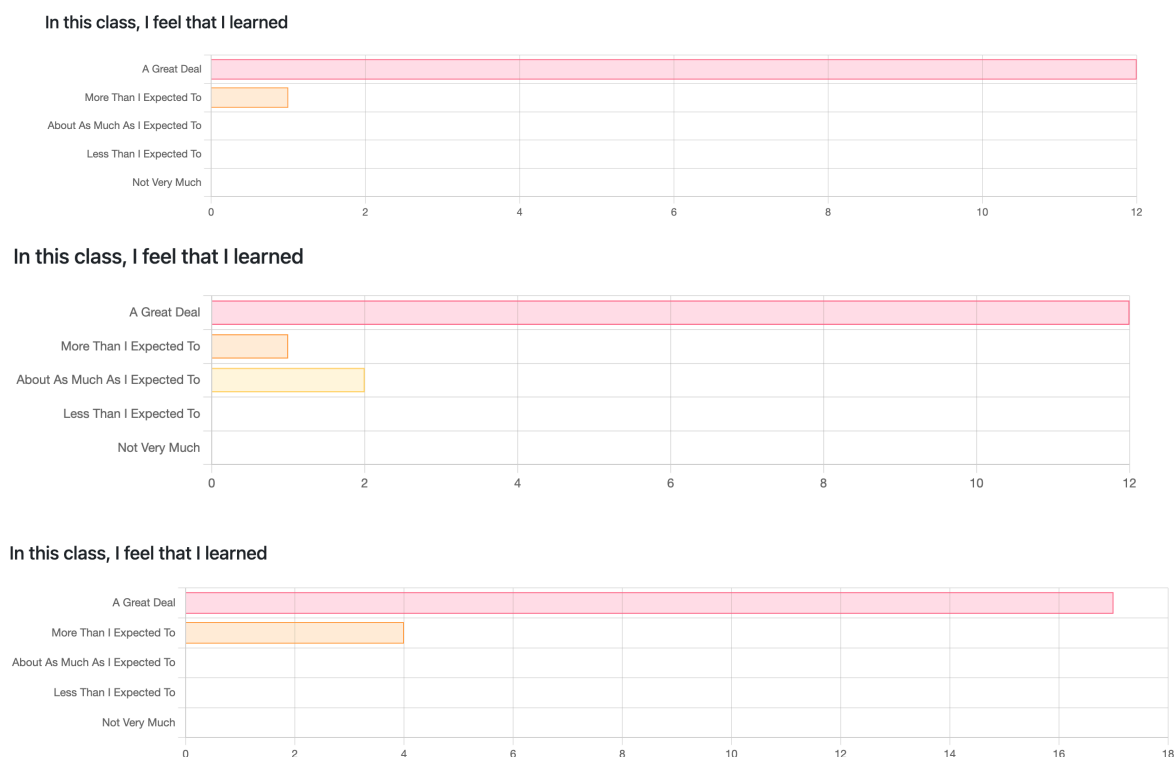 In this class, I feel that I learned
A Great Deal
More Than I Expected To
About As Much As I Expected To
Less Than I Expected To
Not Very Much
0 2 4 6 8 10 12
In this class, I feel that I learned
A Great Deal
More Than I Expected To
About As Much As I Expected To
Less Than I Expected To
Not Very Much
0 2 4 6 8 10 12
In this class, I feel that I learned
A Great Deal
More Than I Expected To
About As Much As I Expected To
Less Than I Expected To
Not Very Much
0 2 4 6 8 10 12 14 16 18